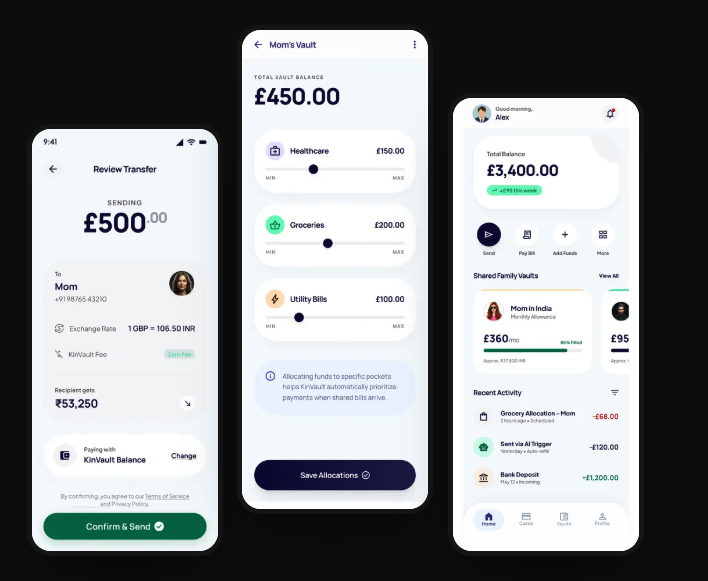 9:41
Review Transfer
SENDING
£500.00
To
Mom
+91 98765 43210
Exchange Rate 1 GBP = 106.50 INR
KinVault Fee Zero Fee
Recipient gets
₹53,250
Paying with
KinVault Balance
Change
By confirming, you agree to our Terms of Service
and Privacy Policy.
Confirm & Send
Mom's Vault
TOTAL VAULT BALANCE
£450.00
Healthcare £150.00
MIN MAX
Groceries £200.00
MIN MAX
Utility Bills £100.00
MIN MAX
Allocating funds to specific pockets
helps KinVault automatically prioritize
payments when shared bills arrive.
Save Allocations
Good morning,
Alex
Total Balance
£3,400.00
+£95 this week
Send Pay Bill Add Funds More
Shared Family Vaults View All
Mom in India
Monthly Allowance
£360/mo
85% Filled
£95
Recent Activity
Grocery Allocation – Mom
2 hours ago • Scheduled
-£68.00
Sent via AI Trigger
Yesterday • Auto-refill
-£120.00
Bank Deposit
May 12 • Incoming
+£1,200.00
Home Cards Vaults Profile